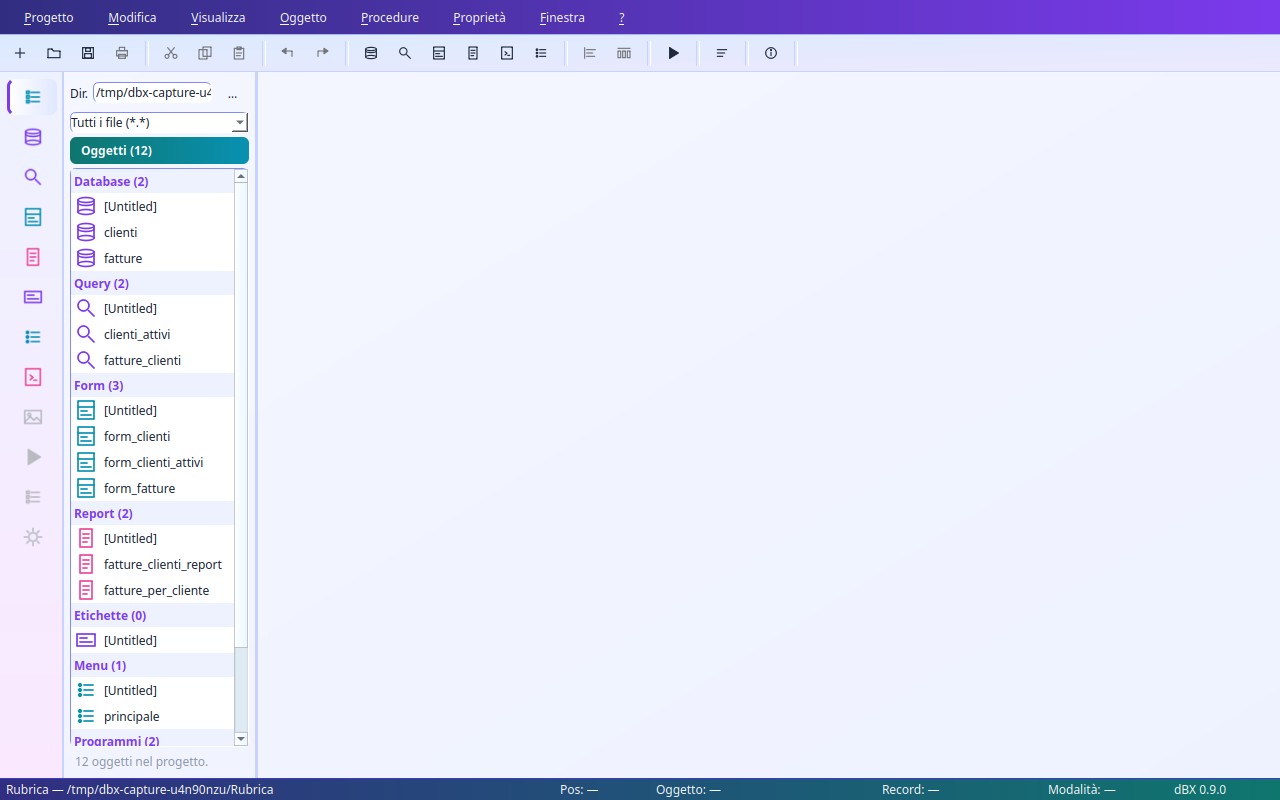 Progetto Modifica Visualizza Oggetto Procedure Proprietà Finestra ?
Dir. /tmp/dbx-capture-u4 ...
Tutti i file (*.*)
Oggetti (12)
Database (2)
[Untitled]
clienti
fatture
Query (2)
[Untitled]
clienti_attivi
fatture_clienti
Form (3)
[Untitled]
form_clienti
form_clienti_attivi
form_fatture
Report (2)
[Untitled]
fatture_clienti_report
fatture_per_cliente
Etichette (0)
[Untitled]
Menu (1)
[Untitled]
principale
Programmi (2)
12 oggetti nel progetto.
Rubrica — /tmp/dbx-capture-u4n90nzu/Rubrica Pos: — Oggetto: — Record: — Modalità: — dBX 0.9.0